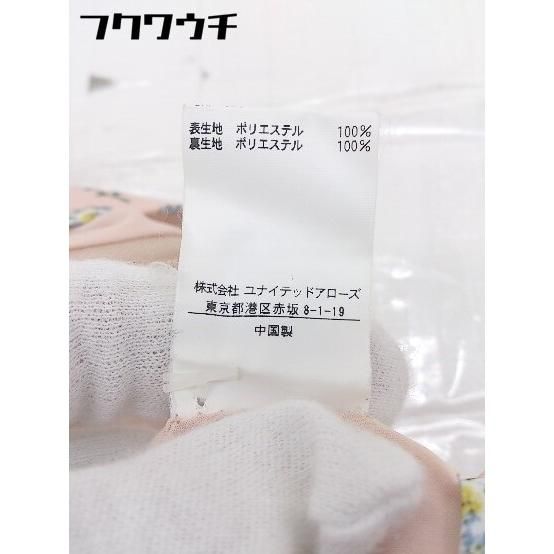 フクワウチ
表生地 ポリエステル 100%
裏生地 ポリエステル 100%
株式会社 ユナイテッドアローズ
東京都港区赤坂 8-1-19
中国製